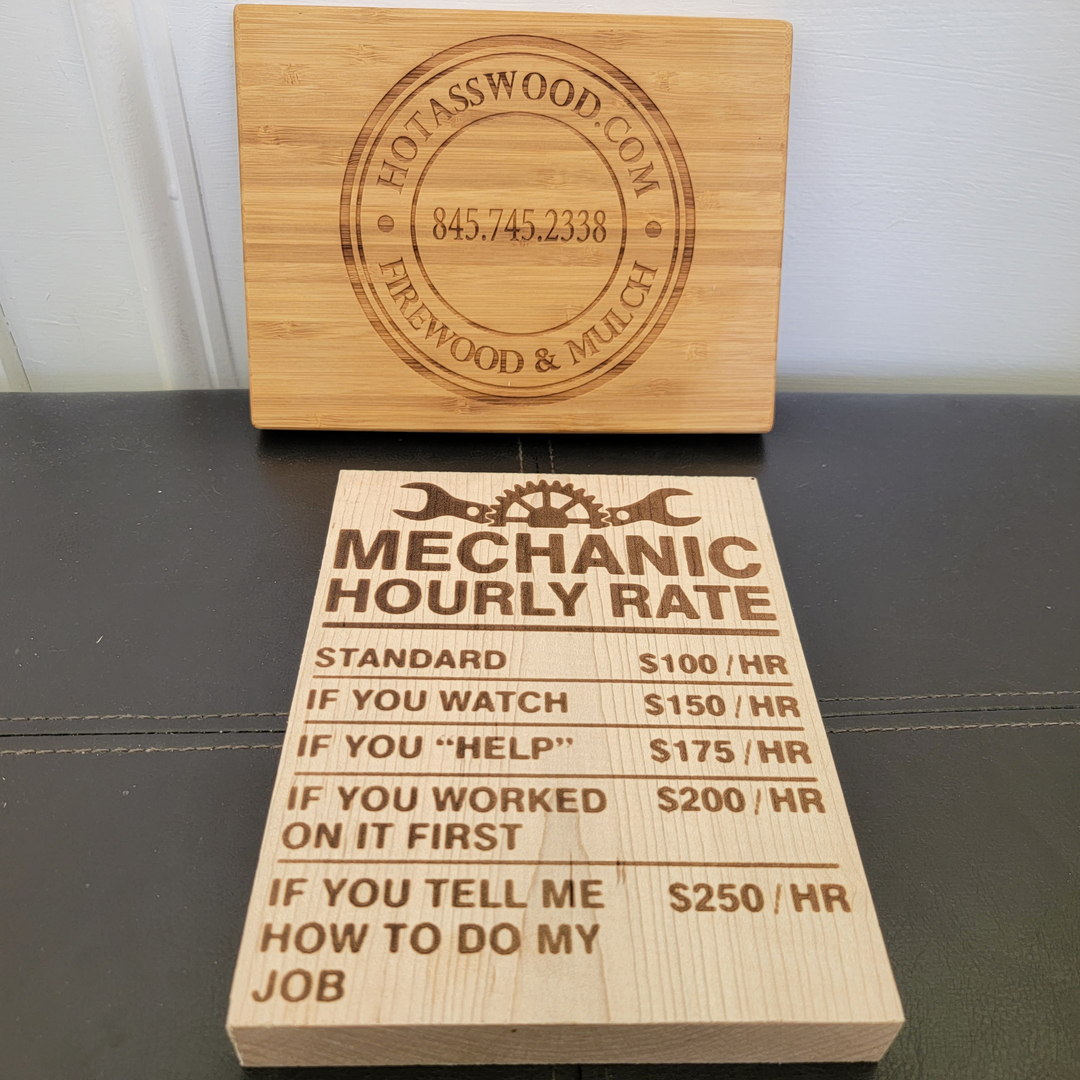 HOTASSWOOD.COM
845.745.2338
FIREWOOD & MULCH
MECHANIC
HOURLY RATE
STANDARD $100/HR
IF YOU WATCH $150/HR
IF YOU “HELP” $175/HR
IF YOU WORKED $200/HR
ON IT FIRST
IF YOU TELL ME $250/HR
HOW TO DO MY
JOB